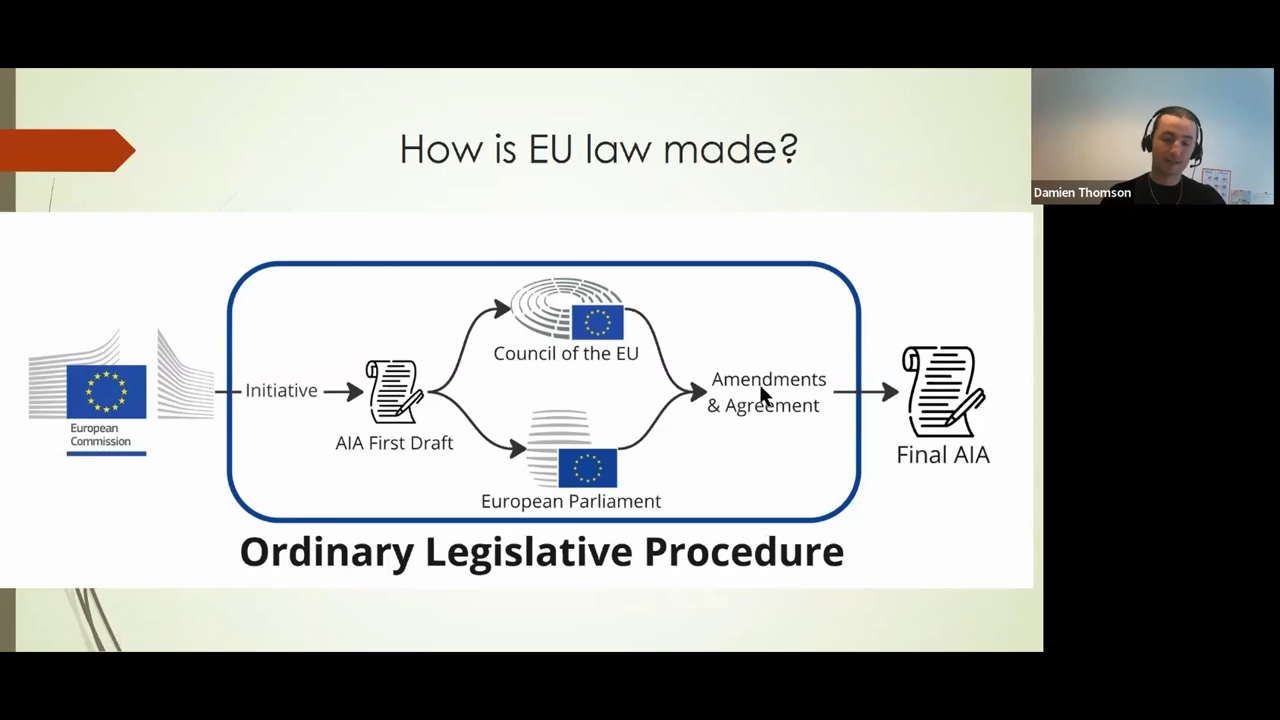 How is EU law made?
Damien Thomson
European
Commission
Initiative
AIA First Draft
Council of the EU
European Parliament
Amendments
& Agreement
Final AIA
Ordinary Legislative Procedure